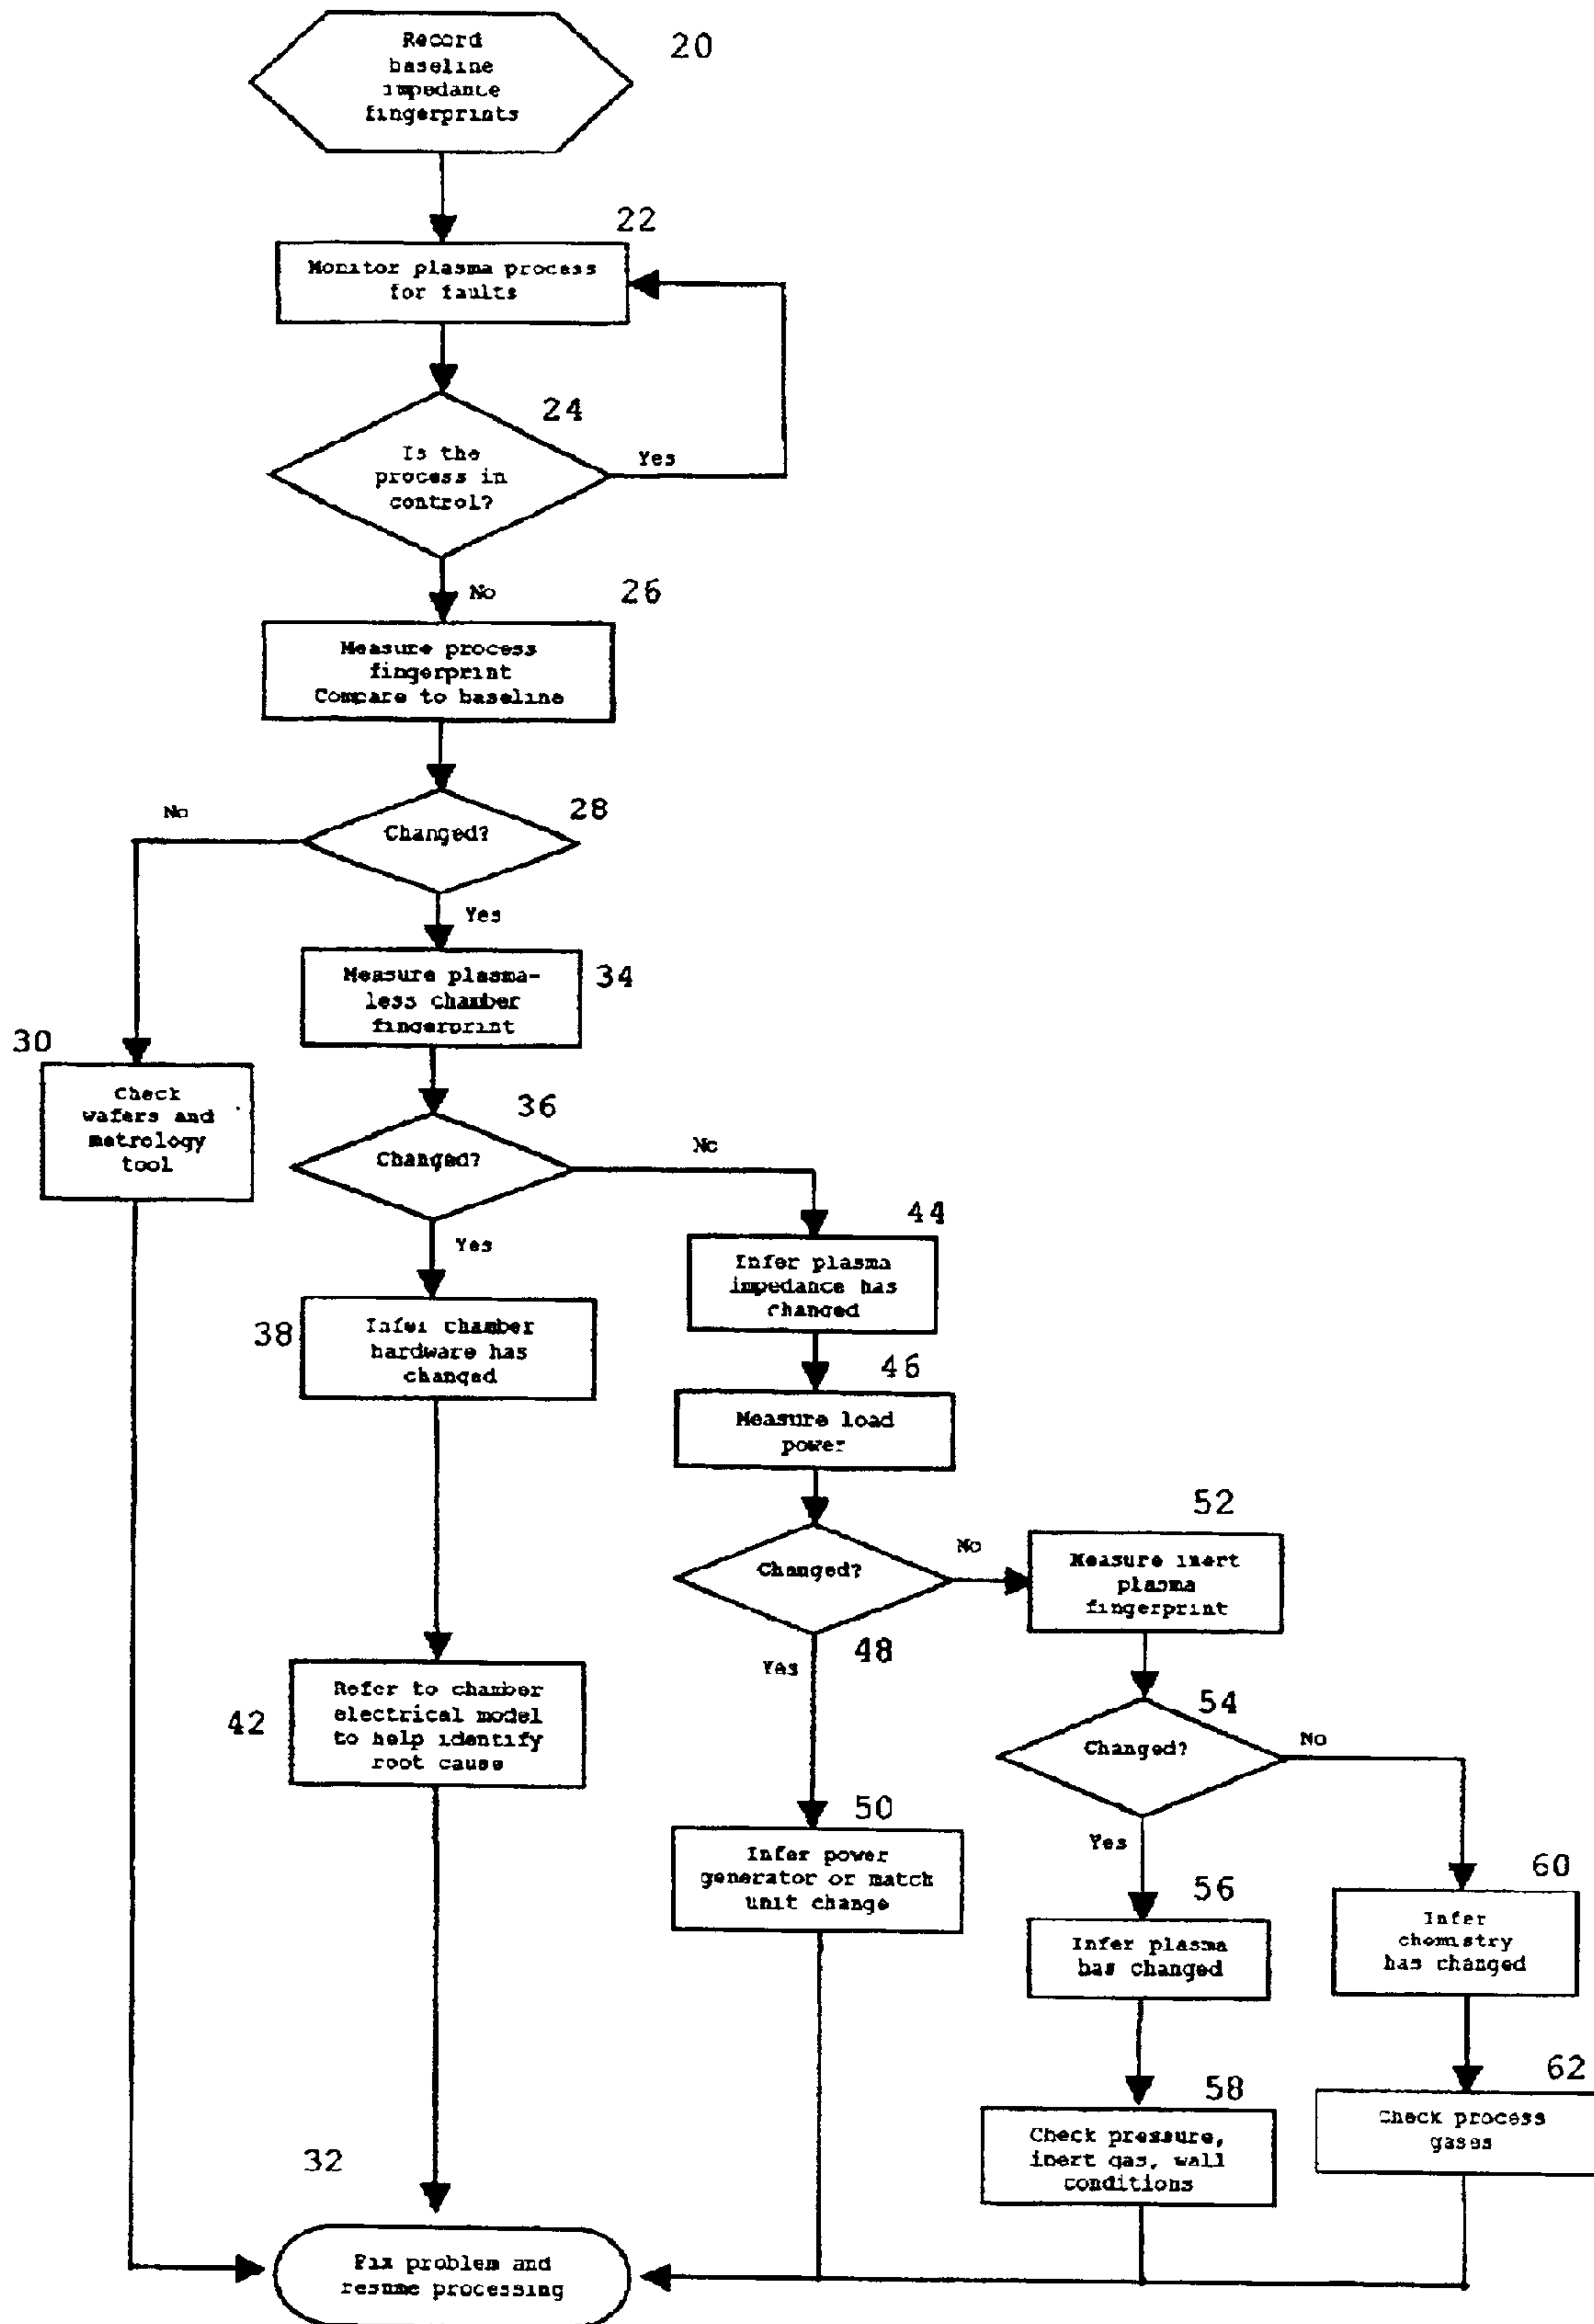 Record
baseline
impedance
fingerprints
20
22
Monitor plasma process
for faults
24
Is the
process in
control?
Yes
No
26
Measure process
fingerprint
Compare to baseline
28
Changed?
No
Yes
Measure plasma-
less chamber
fingerprint
34
30
Check
wafers and
metrology
tool
36
Changed?
No
Yes
44
Infer plasma
impedance has
changed
38
Infer chamber
hardware has
changed
46
Measure load
power
52
Changed?
No
Measure inert
plasma
fingerprint
48
Yes
42
Refer to chamber
electrical model
to help identify
root cause
54
Changed?
No
Yes
50
Infer power
generator or match
unit change
56
Infer plasma
has changed
60
Infer
chemistry
has changed
58
Check pressure,
inert gas, wall
conditions
62
Check process
gases
32
Fix problem and
resume processing